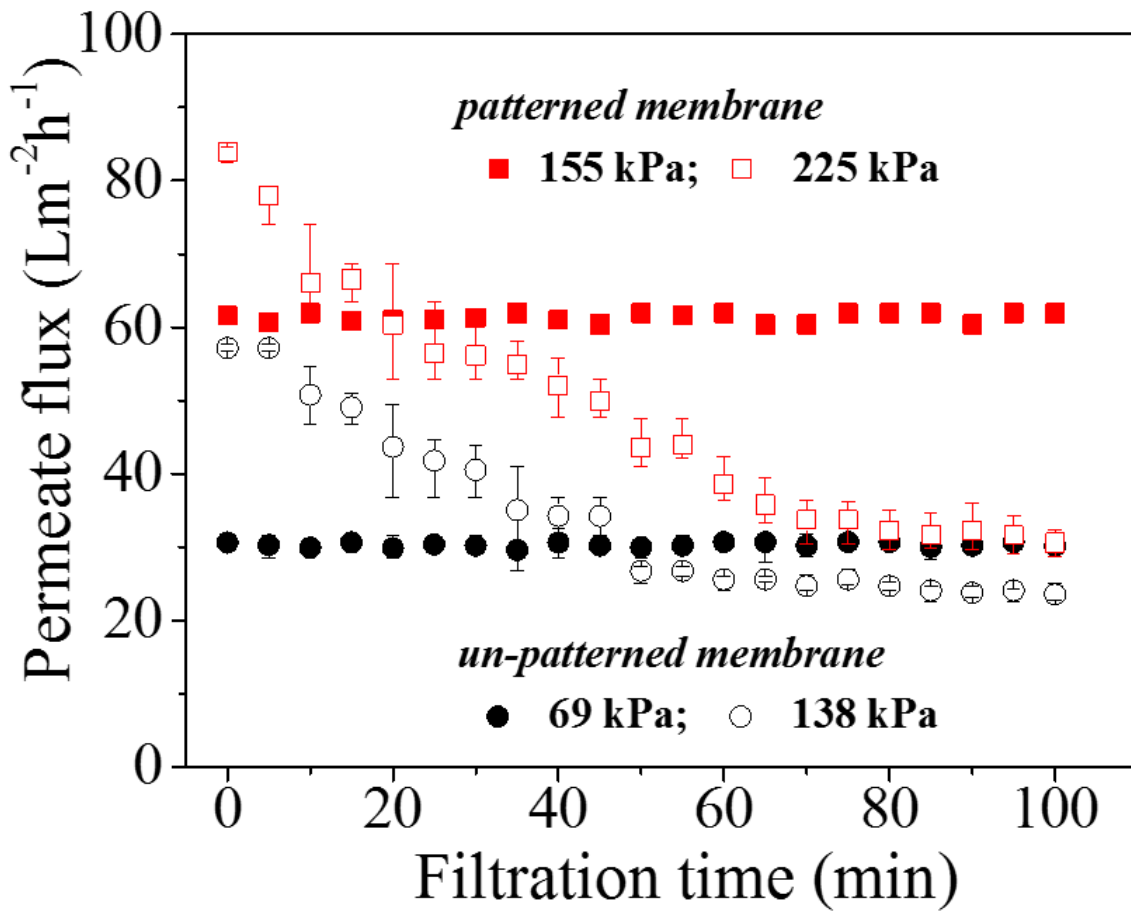 100
80
60
40
20
0
Permeate flux (Lm⁻²h⁻¹)
patterned membrane
155 kPa; 225 kPa
un-patterned membrane
69 kPa; 138 kPa
0 20 40 60 80 100
Filtration time (min)